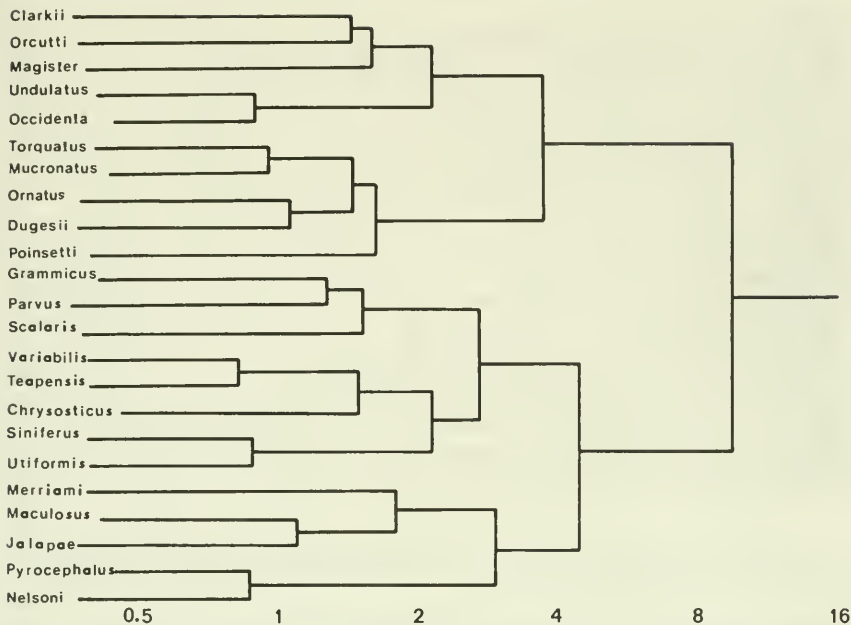 Clarkii
Orcutti
Magister
Undulatus
Occidenta
Torquatus
Mucronatus
Ornatus
Dugesii
Poinsetti
Grammicus
Parvus
Scalaris
Variabilis
Teapensis
Chrysosticus
Siniferus
Utiformis
Merriami
Maculosus
Jalapae
Pyrocephalus
Nelsoni
0.5 1 2 4 8 16